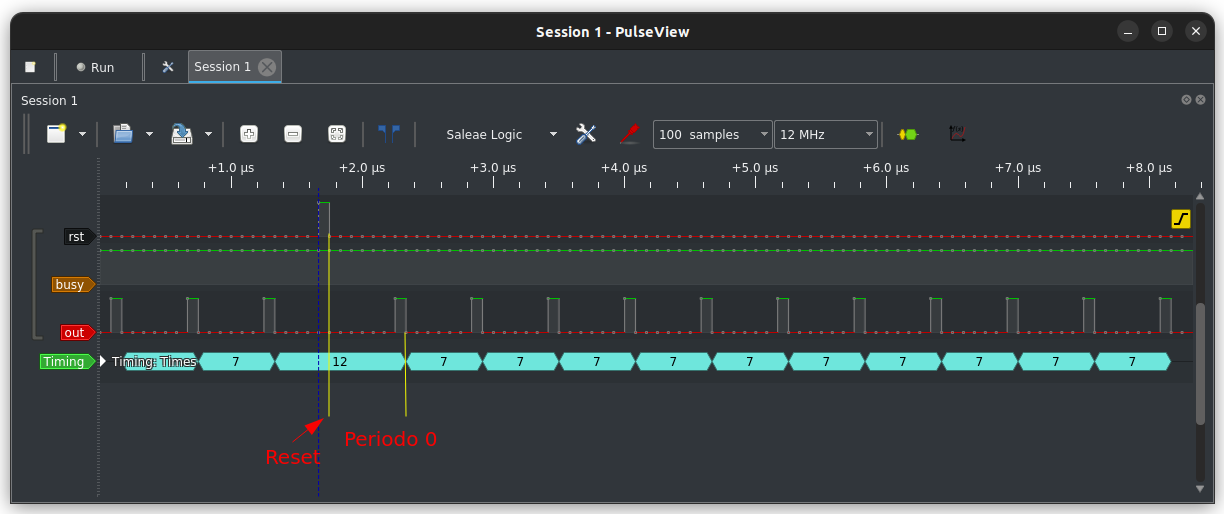 Session 1 - PulseView
Run
Session 1
Session 1
Saleae Logic
100 samples
12 MHz
+1.0 µs +2.0 µs +3.0 µs +4.0 µs +5.0 µs +6.0 µs +7.0 µs +8.0 µs
rst
busy
out
Timing Timing: Times 7 12 7 7 7 7 7 7 7 7 7 7
Periodo 0
Reset